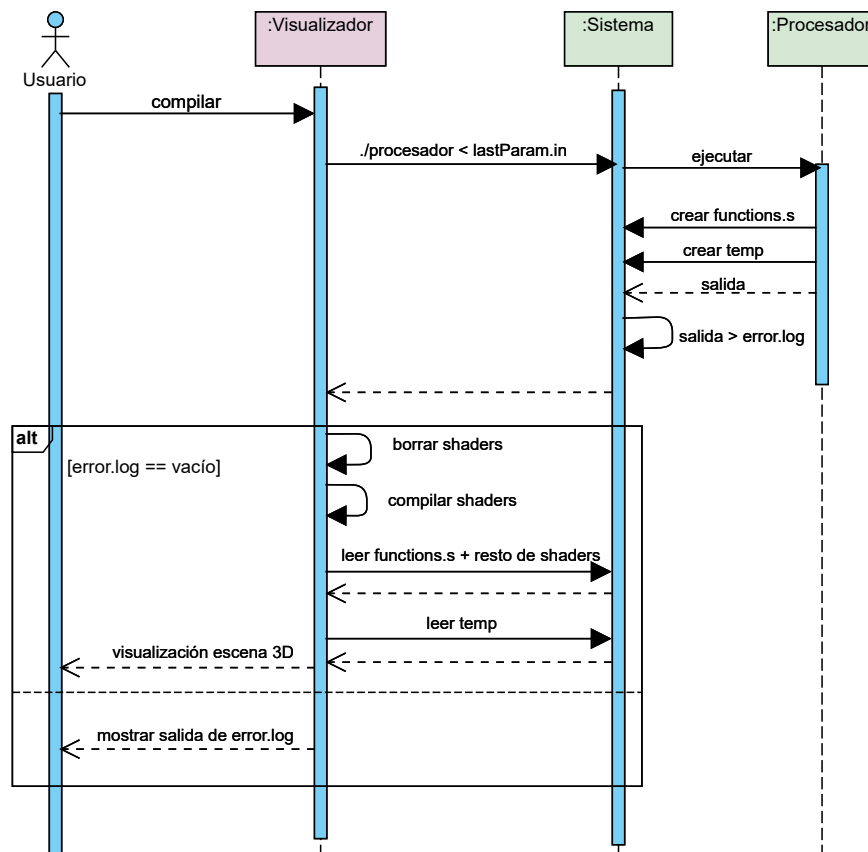 :Visualizador
:Sistema
:Procesador
Usuario
compilar
./procesador < lastParam.in
ejecutar
crear functions.s
crear temp
salida
salida > error.log
alt
borrar shaders
[error.log == vacío]
compilar shaders
leer functions.s + resto de shaders
leer temp
visualización escena 3D
mostrar salida de error.log